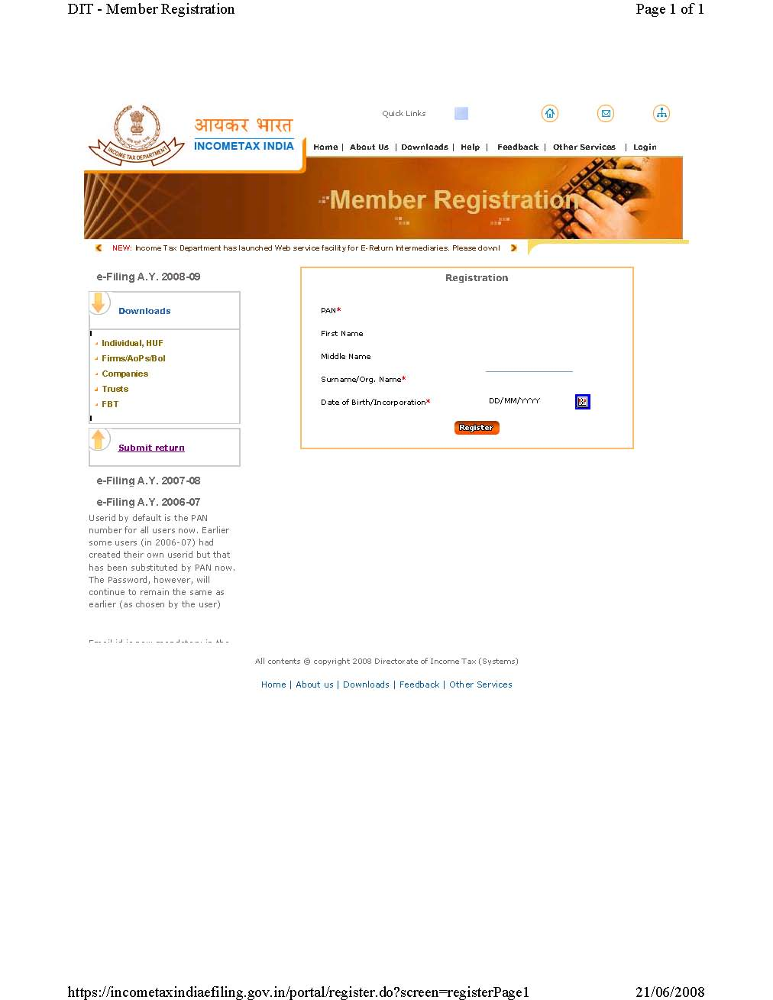 DIT - Member Registration Page 1 of 1
Quick Links
आयकर भारत
INCOMETAX INDIA
INCOME TAX DEPARTMENT
Home | About Us | Downloads | Help | Feedback | Other Services | Login
Member Registration
NEW: Income Tax Department has launched Web service facility for E-Return Intermediaries. Please downl
e-Filing A.Y. 2008-09
Downloads
Individual, HUF
Firms/AoPs/BoI
Companies
Trusts
FBT
Submit return
e-Filing A.Y. 2007-08
e-Filing A.Y. 2006-07
Userid by default is the PAN
number for all users now. Earlier
some users (in 2006-07) had
created their own userid but that
has been substituted by PAN now.
The Password, however, will
continue to remain the same as
earlier (as chosen by the user)
Email id is now mandatory in the
Registration
PAN*
First Name
Middle Name
Surname/Org. Name*
Date of Birth/Incorporation* DD/MM/YYYY
Register
All contents © copyright 2008 Directorate of Income Tax (Systems)
Home | About us | Downloads | Feedback | Other Services
https://incometaxindiaefiling.gov.in/portal/register.do?screen=registerPage1 21/06/2008